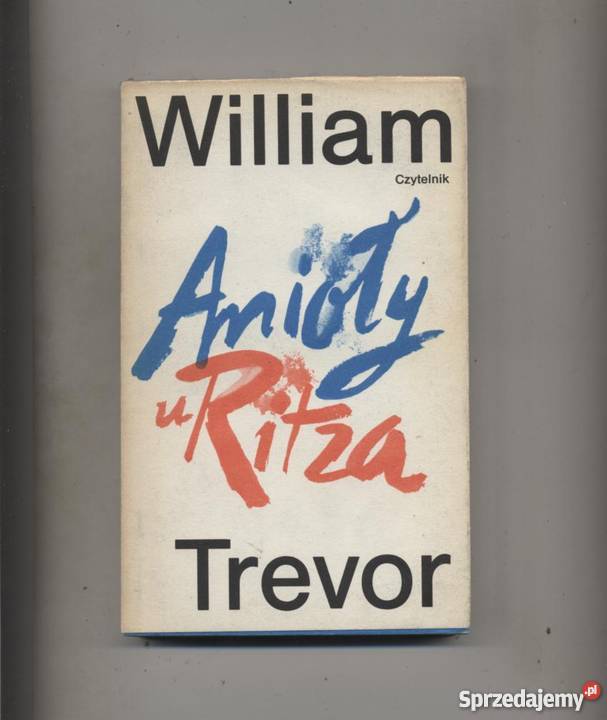 William
Czytelnik
Anioły
u Ritza
Trevor
Sprzedajemy.pl